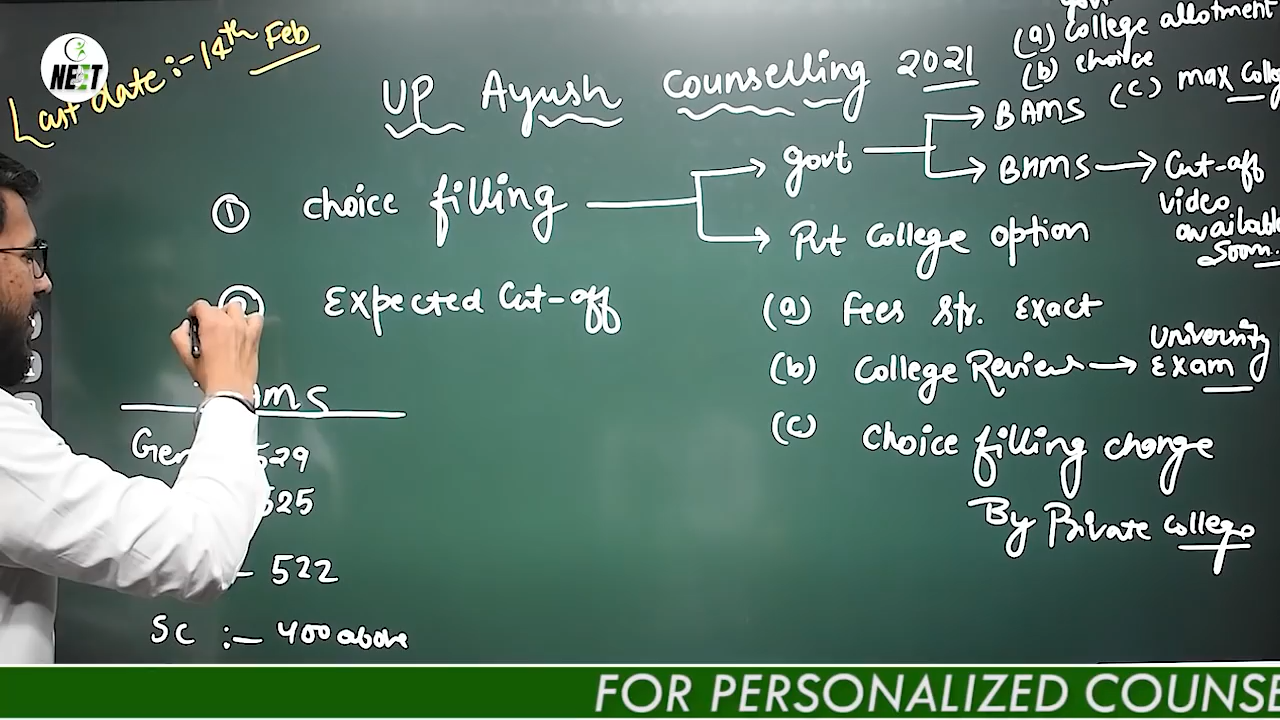 Last date :- 14th Feb
NEET
UP Ayush Counselling 2021
(a) College allotment
(b) choice
(c) max
① choice filling
govt
BAMS
BHMS → Cut-off
video
available
Soon.
Pvt College option
Expected Cut-off
(a) Fees Str. Exact
(b) College Review → University
Exam
(c) Choice filling change
By Private College
529
525
- 522
SC :- 400 above
FOR PERSONALIZED